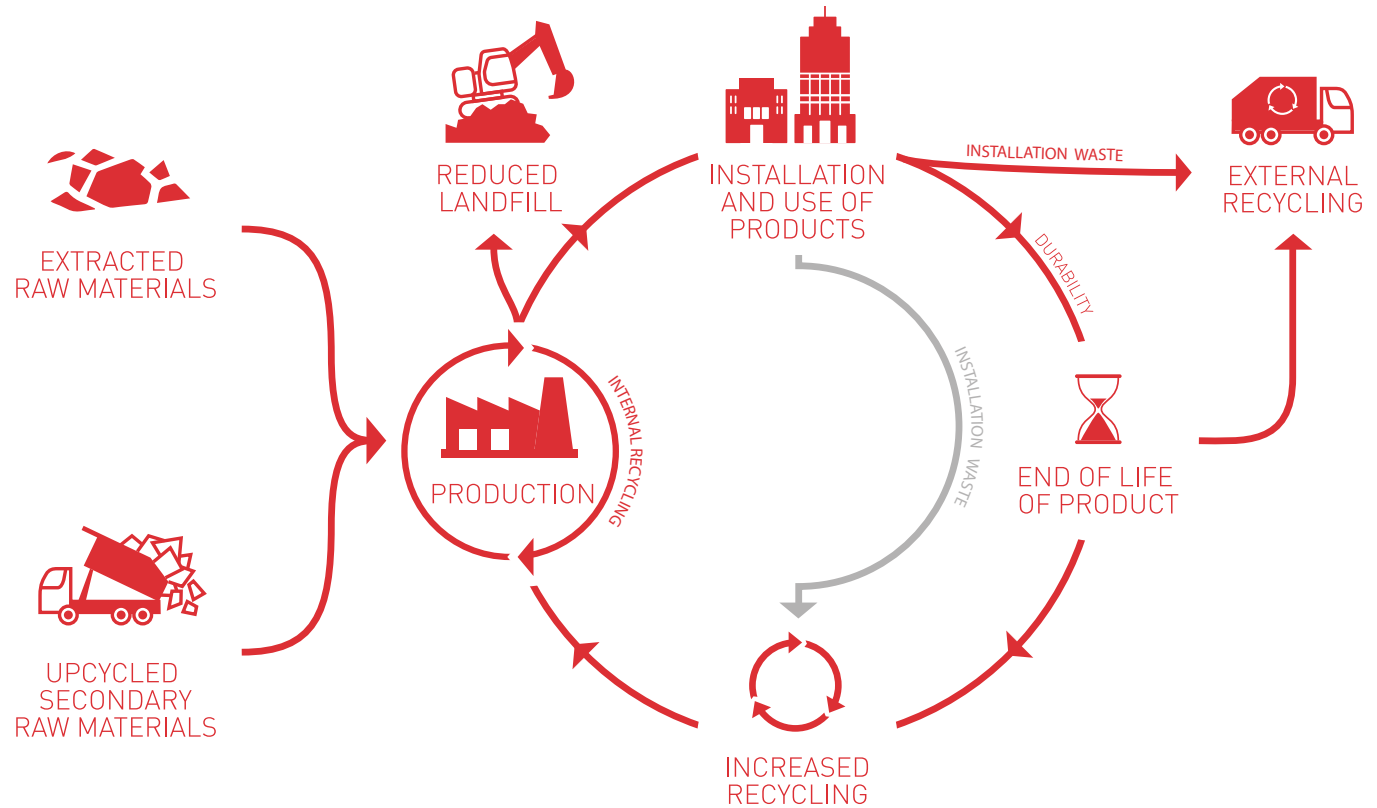 REDUCED
LANDFILL
INSTALLATION
AND USE OF
PRODUCTS
INSTALLATION WASTE
EXTERNAL
RECYCLING
EXTRACTED
RAW MATERIALS
DURABILITY
INTERNAL RECYCLING
INSTALLATION WASTE
PRODUCTION
END OF LIFE
OF PRODUCT
UPCYCLED
SECONDARY
RAW MATERIALS
INCREASED
RECYCLING